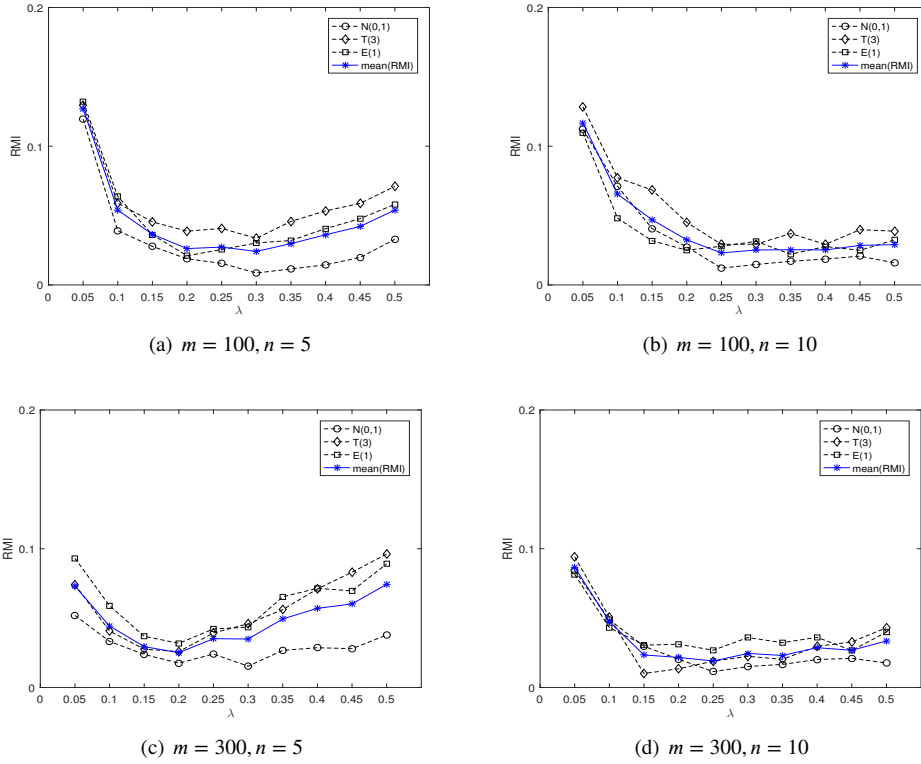 0.2
N(0,1)
T(3)
E(1)
mean(RMI)
RMI
0.1
0
0 0.05 0.1 0.15 0.2 0.25 0.3 0.35 0.4 0.45 0.5
λ
(a) m = 100, n = 5
0.2
N(0,1)
T(3)
E(1)
mean(RMI)
RMI
0.1
0
0 0.05 0.1 0.15 0.2 0.25 0.3 0.35 0.4 0.45 0.5
λ
(b) m = 100, n = 10
0.2
N(0,1)
T(3)
E(1)
mean(RMI)
RMI
0.1
0
0 0.05 0.1 0.15 0.2 0.25 0.3 0.35 0.4 0.45 0.5
λ
(c) m = 300, n = 5
0.2
N(0,1)
T(3)
E(1)
mean(RMI)
RMI
0.1
0
0 0.05 0.1 0.15 0.2 0.25 0.3 0.35 0.4 0.45 0.5
λ
(d) m = 300, n = 10